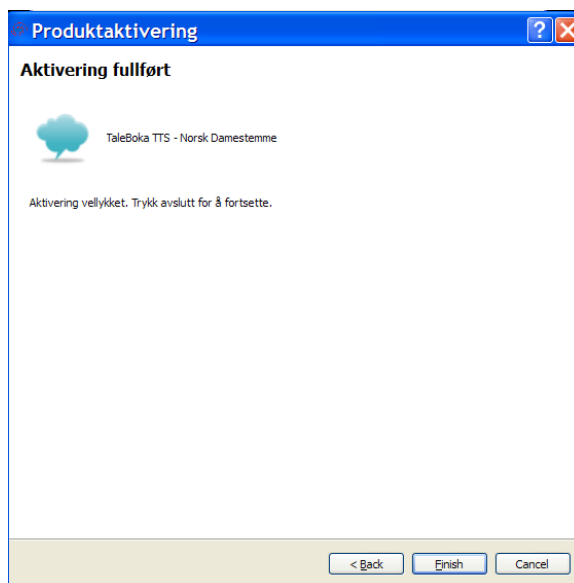 Produktaktivering
?
Aktivering fullført
TaleBoka TTS - Norsk Damestemme
Aktivering vellykket. Trykk avslutt for å fortsette.
< Back Finish Cancel